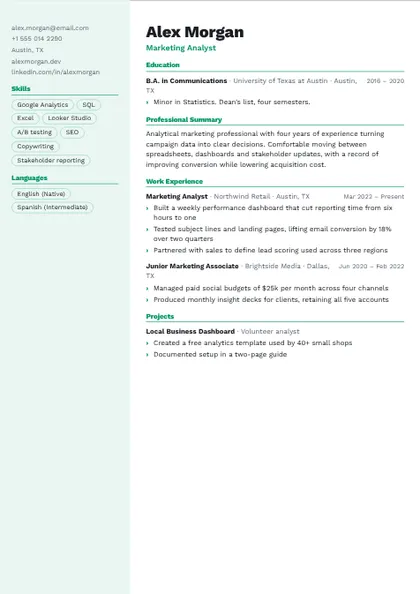 alex.morgan@email.com
+1 555 014 2290
Austin, TX
alexmorgan.dev
linkedin.com/in/alexmorgan
Skills
Google Analytics
SQL
Excel
Looker Studio
A/B testing
SEO
Copywriting
Stakeholder reporting
Languages
English (Native)
Spanish (Intermediate)
Alex Morgan
Marketing Analyst
Education
B.A. in Communications · University of Texas at Austin · Austin, 2016 – 2020
TX
› Minor in Statistics. Dean's list, four semesters.
Professional Summary
Analytical marketing professional with four years of experience turning
campaign data into clear decisions. Comfortable moving between
spreadsheets, dashboards and stakeholder updates, with a record of
improving conversion while lowering acquisition cost.
Work Experience
Marketing Analyst · Northwind Retail · Austin, TX Mar 2022 – Present
› Built a weekly performance dashboard that cut reporting time from six
hours to one
› Tested subject lines and landing pages, lifting email conversion by 18%
over two quarters
› Partnered with sales to define lead scoring used across three regions
Junior Marketing Associate · Brightside Media · Dallas, Jun 2020 – Feb 2022
TX
› Managed paid social budgets of $25k per month across four channels
› Produced monthly insight decks for clients, retaining all five accounts
Projects
Local Business Dashboard · Volunteer analyst
› Created a free analytics template used by 40+ small shops
› Documented setup in a two-page guide